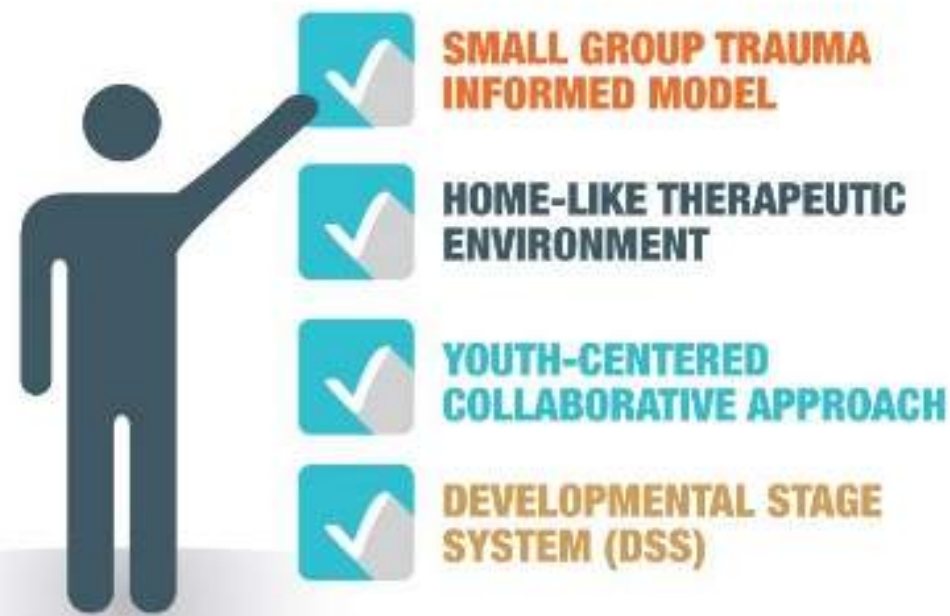 SMALL GROUP TRAUMA
INFORMED MODEL
HOME-LIKE THERAPEUTIC
ENVIRONMENT
YOUTH-CENTERED
COLLABORATIVE APPROACH
DEVELOPMENTAL STAGE
SYSTEM (DSS)